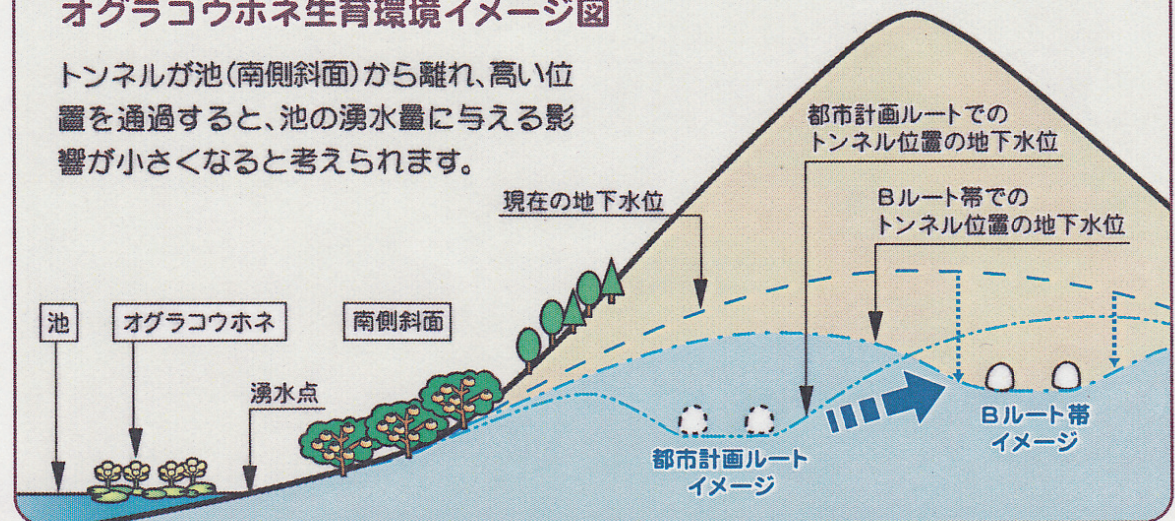 オグラコウホネ生育環境イメージ図
トンネルが池(南側斜面)から離れ、高い位
置を通過すると、池の湧水量に与える影
響が小さくなると考えられます。
都市計画ルートでの
トンネル位置の地下水位
現在の地下水位
Bルート帯での
トンネル位置の地下水位
池
オグラコウホネ
南側斜面
湧水点
都市計画ルート
イメージ
Bルート帯
イメージ